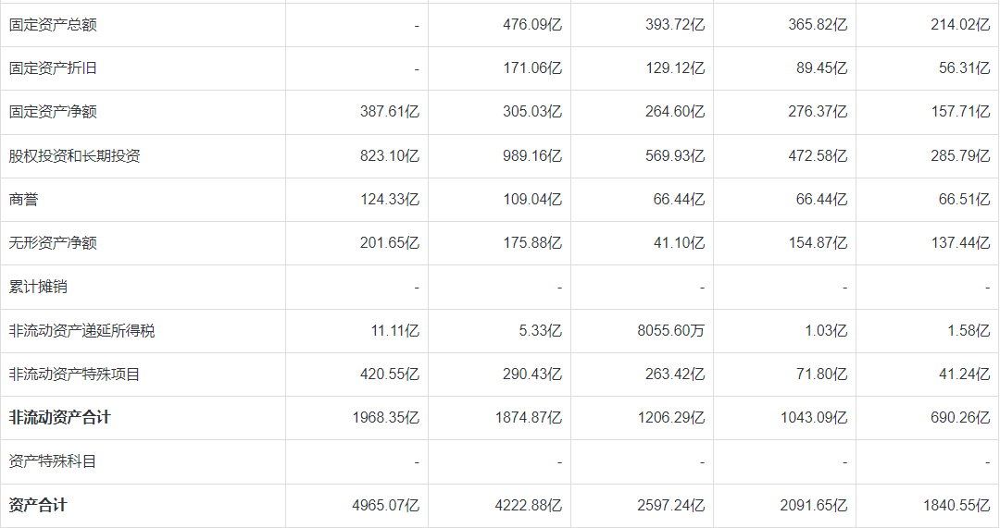 固定资产总额 - 476.09亿 393.72亿 365.82亿 214.02亿
固定资产折旧 - 171.06亿 129.12亿 89.45亿 56.31亿
固定资产净额 387.61亿 305.03亿 264.60亿 276.37亿 157.71亿
股权投资和长期投资 823.10亿 989.16亿 569.93亿 472.58亿 285.79亿
商誉 124.33亿 109.04亿 66.44亿 66.44亿 66.51亿
无形资产净额 201.65亿 175.88亿 41.10亿 154.87亿 137.44亿
累计摊销 - - - - -
非流动资产递延所得税 11.11亿 5.33亿 8055.60万 1.03亿 1.58亿
非流动资产特殊项目 420.55亿 290.43亿 263.42亿 71.80亿 41.24亿
非流动资产合计 1968.35亿 1874.87亿 1206.29亿 1043.09亿 690.26亿
资产特殊科目 - - - - -
资产合计 4965.07亿 4222.88亿 2597.24亿 2091.65亿 1840.55亿